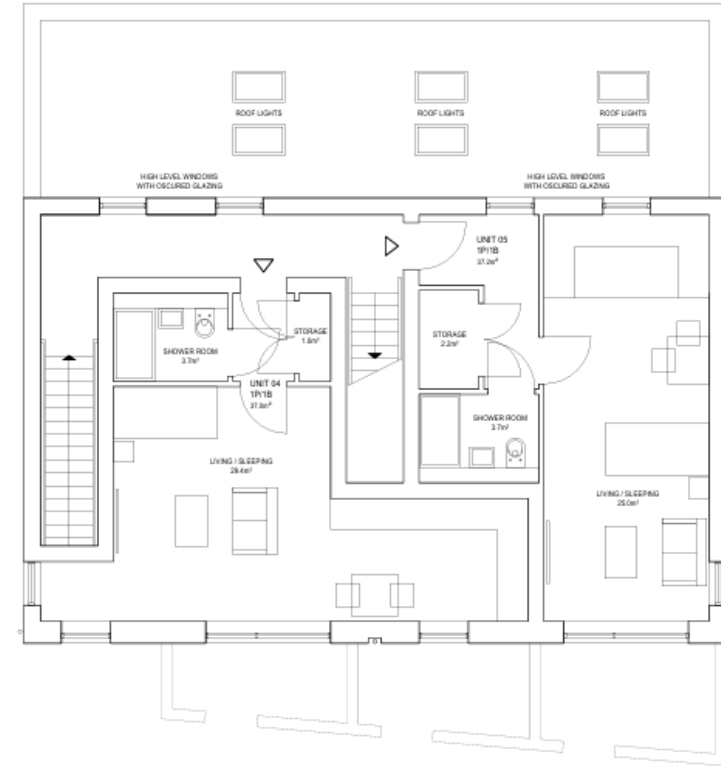 ROOF LIGHTS
ROOF LIGHTS
ROOF LIGHTS
HIGH LEVEL WINDOWS
WITH OSCURED GLAZING
HIGH LEVEL WINDOWS
WITH OSCURED GLAZING
UNIT 05
1P/1B
37.2m²
STORAGE
1.8m²
STORAGE
2.2m²
SHOWER ROOM
3.7m²
UNIT 04
1P/1B
37.8m²
SHOWER ROOM
3.7m²
LIVING / SLEEPING
29.4m²
LIVING / SLEEPING
25.0m²